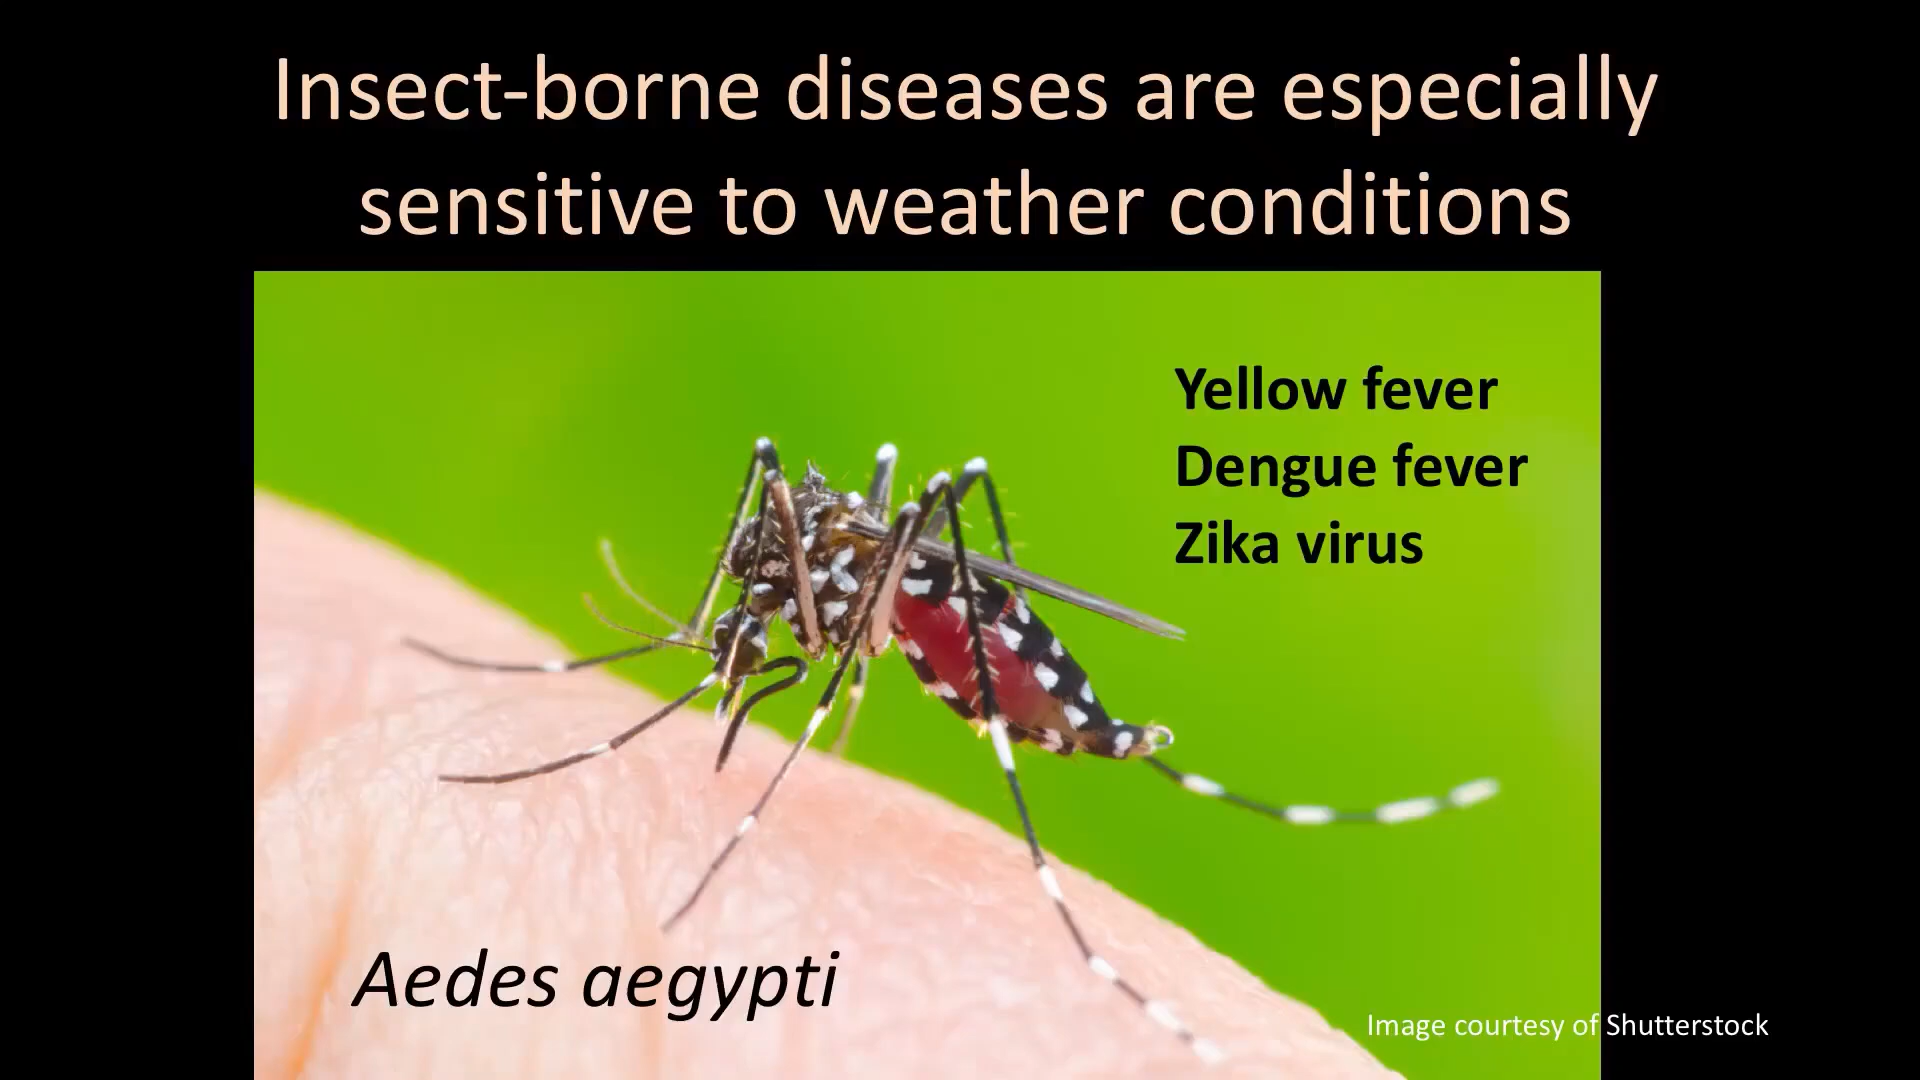 Insect-borne diseases are especially
sensitive to weather conditions
Yellow fever
Dengue fever
Zika virus
Aedes aegypti
Image courtesy of Shutterstock